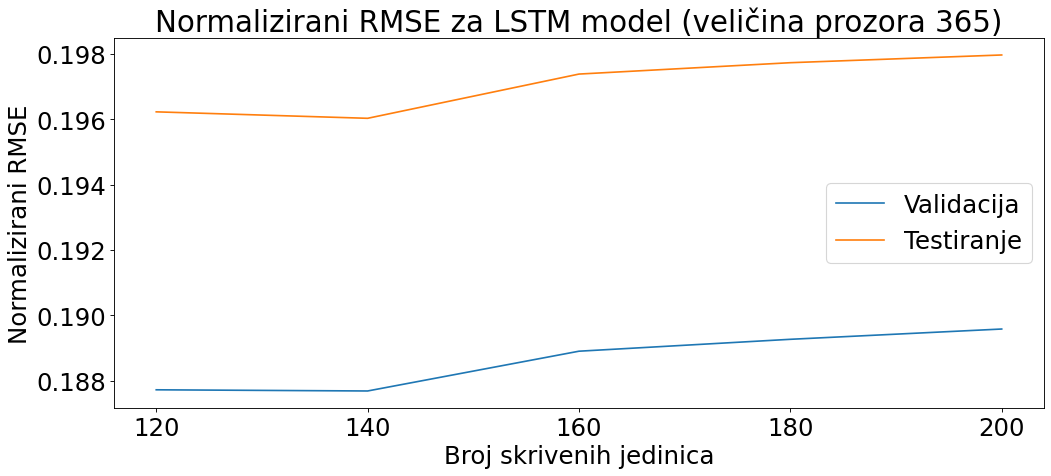 Normalizirani RMSE za LSTM model (veličina prozora 365)
Normalizirani RMSE
0.198
0.196
0.194
0.192
0.190
0.188
Validacija
Testiranje
120 140 160 180 200
Broj skrivenih jedinica